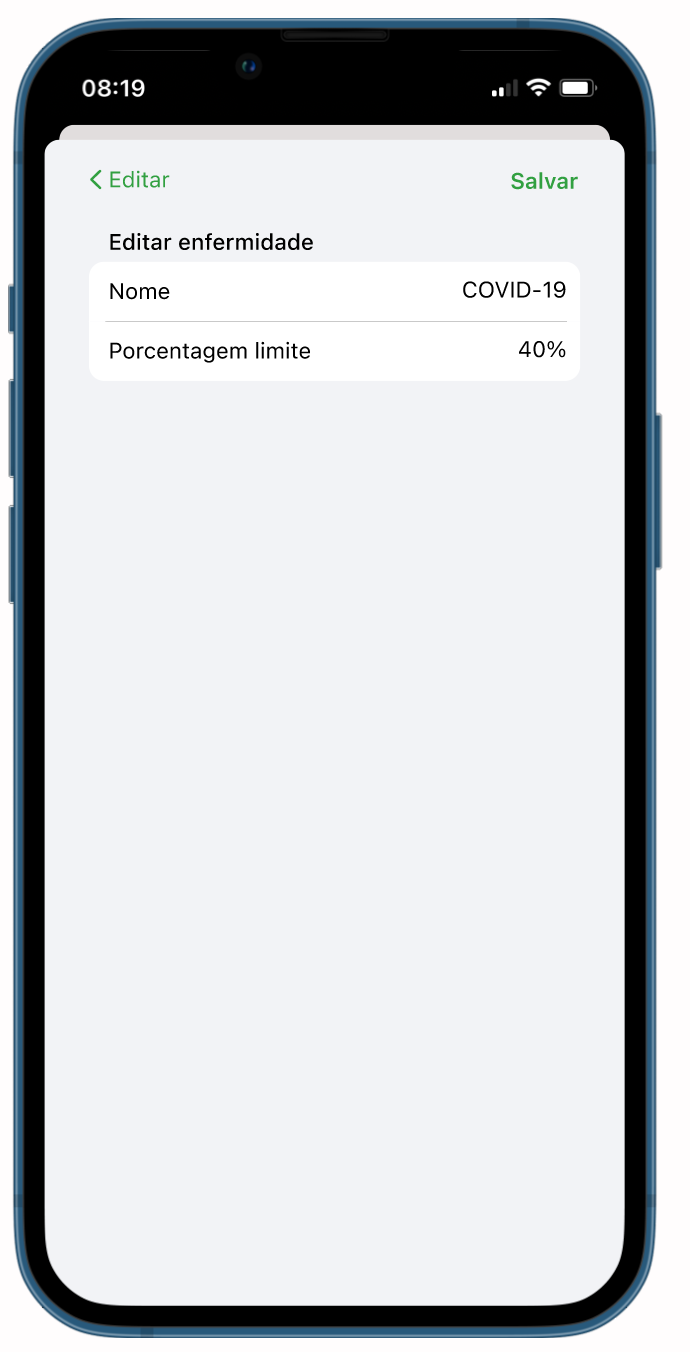 08:19
Editar Salvar
Editar enfermidade
Nome COVID-19
Porcentagem limite 40%